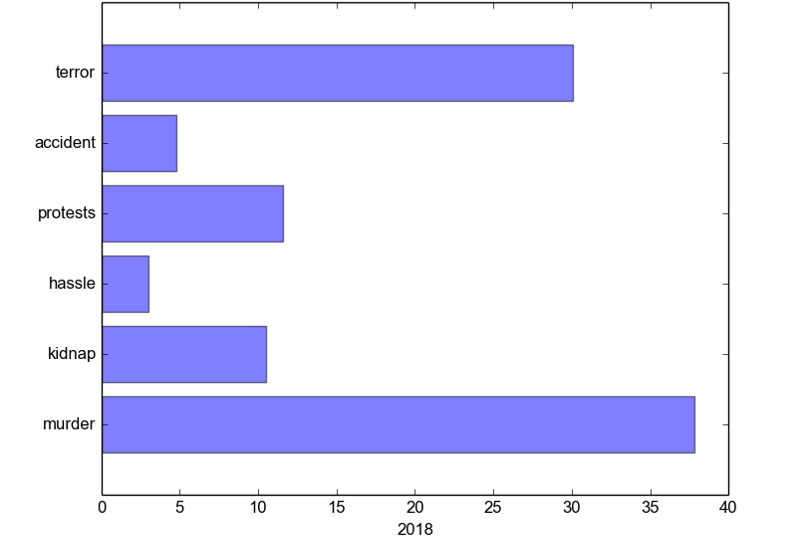 terror
accident
protests
hassle
kidnap
murder
0 5 10 15 20 25 30 35 40
2018